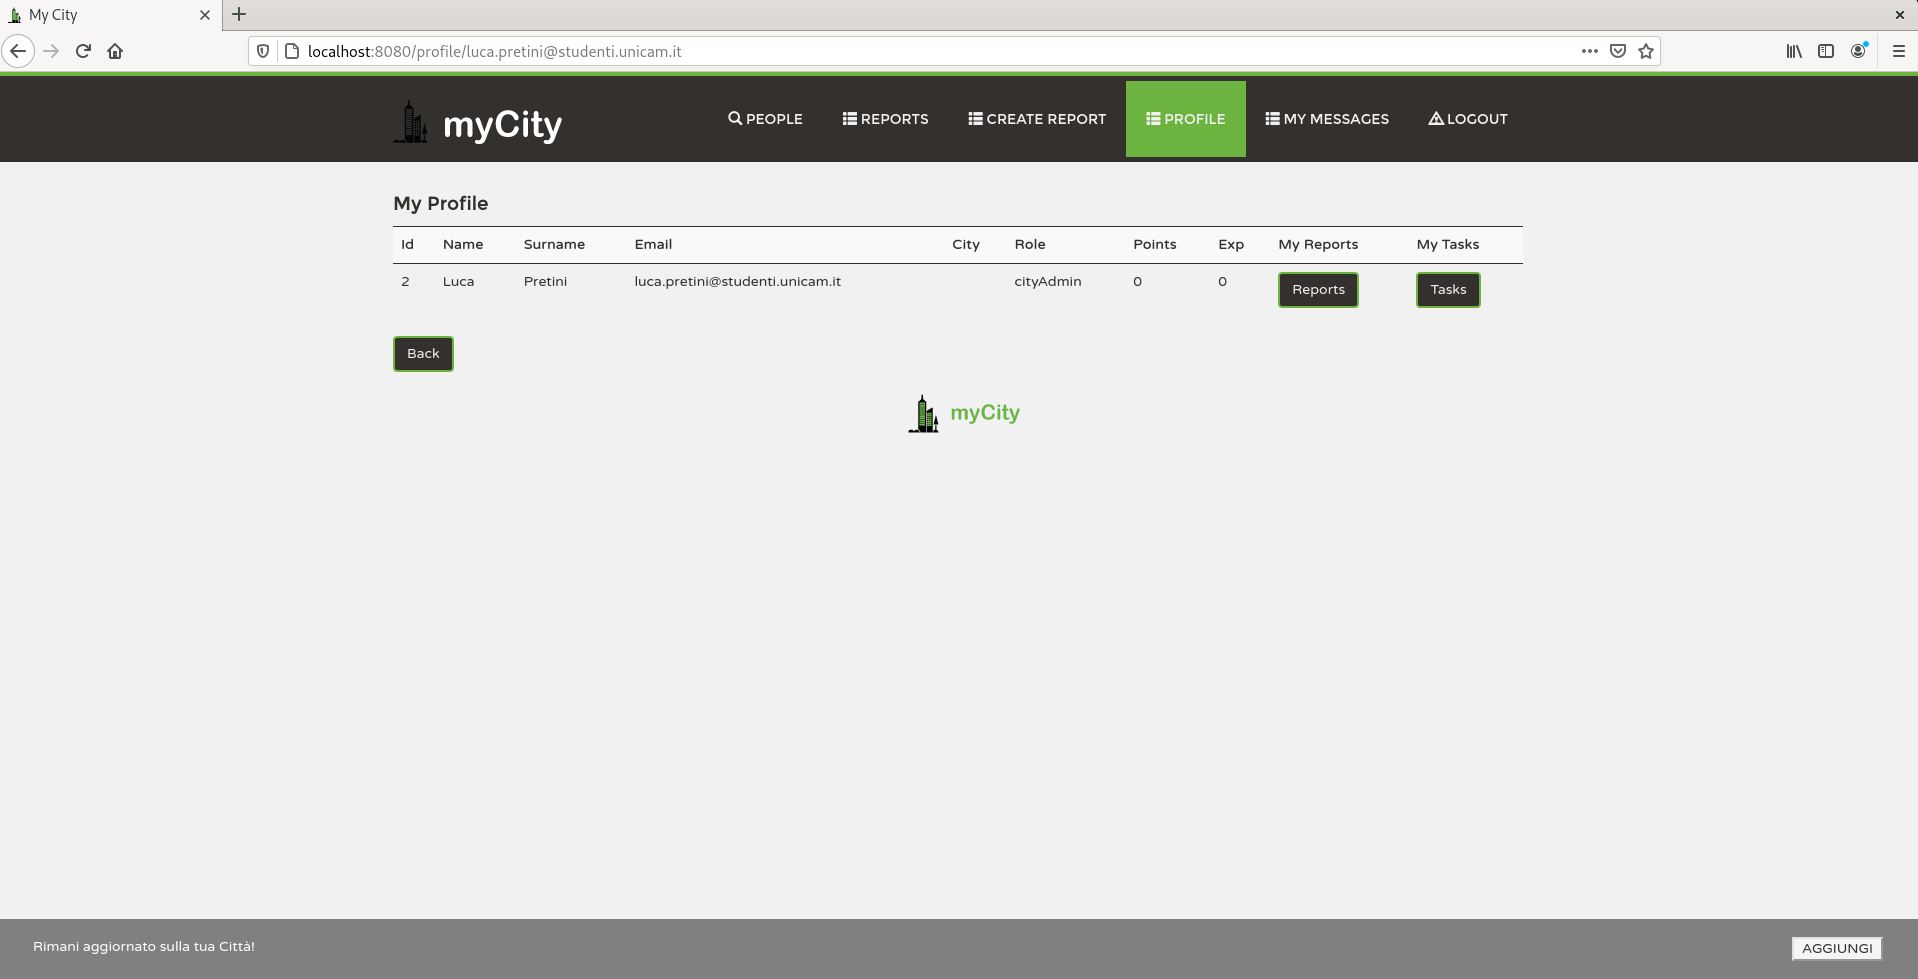 My City
localhost:8080/profile/luca.pretini@studenti.unicam.it
myCity PEOPLE REPORTS CREATE REPORT PROFILE MY MESSAGES LOGOUT
My Profile
Id Name Surname Email City Role Points Exp My Reports My Tasks
2 Luca Pretini luca.pretini@studenti.unicam.it cityAdmin 0 0 Reports Tasks
Back
myCity
Rimani aggiornato sulla tua Città! AGGIUNGI